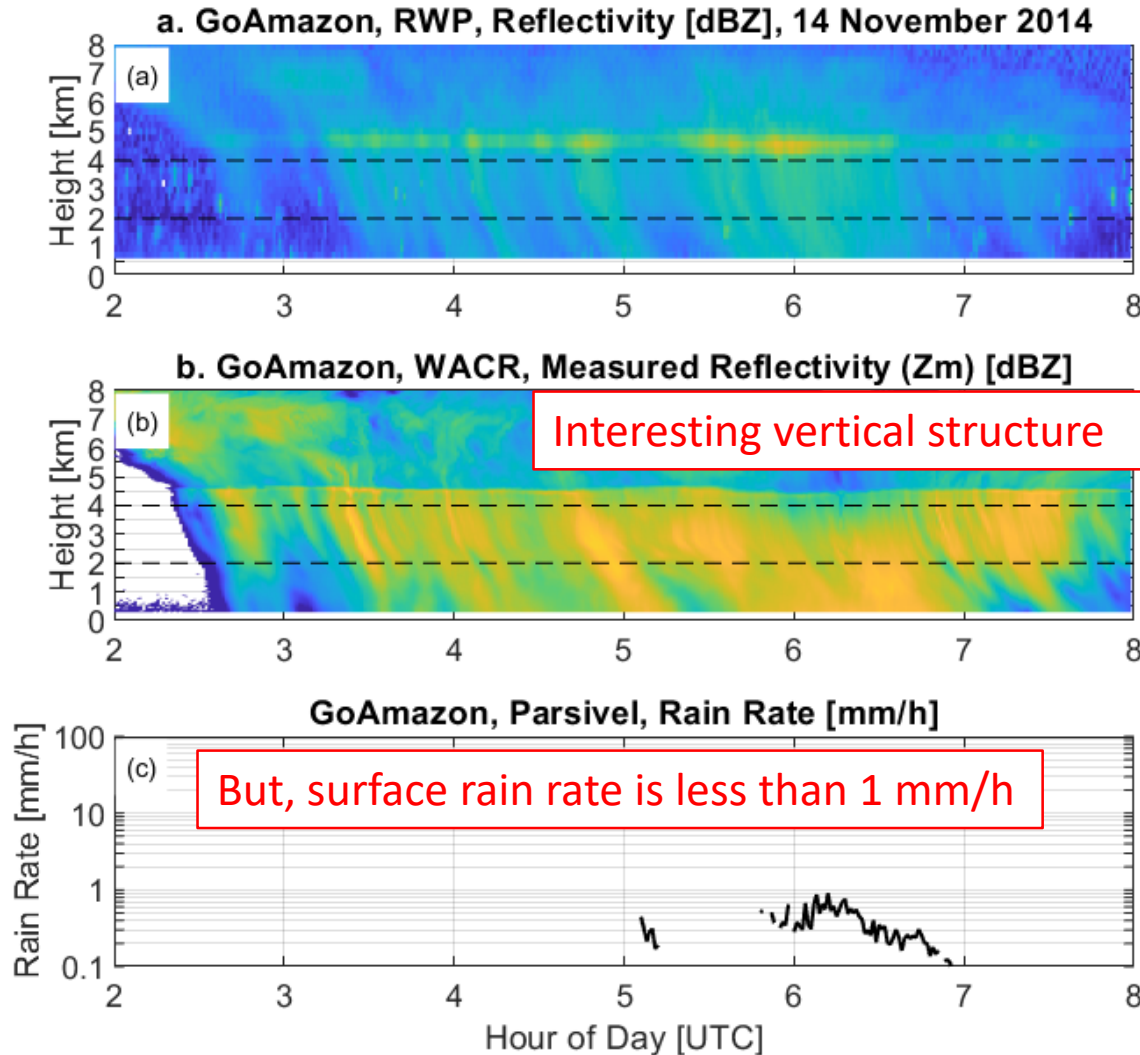 a. GoAmazon, RWP, Reflectivity [dBZ], 14 November 2014
(a)
Height [km]
8
7
6
5
4
3
2
1
0
2 3 4 5 6 7 8
b. GoAmazon, WACR, Measured Reflectivity (Zm) [dBZ]
(b)
Interesting vertical structure
Height [km]
8
7
6
5
4
3
2
1
0
2 3 4 5 6 7 8
GoAmazon, Parsivel, Rain Rate [mm/h]
(c)
But, surface rain rate is less than 1 mm/h
Rain Rate [mm/h]
100
10
1
0.1
2 3 4 5 6 7 8
Hour of Day [UTC]